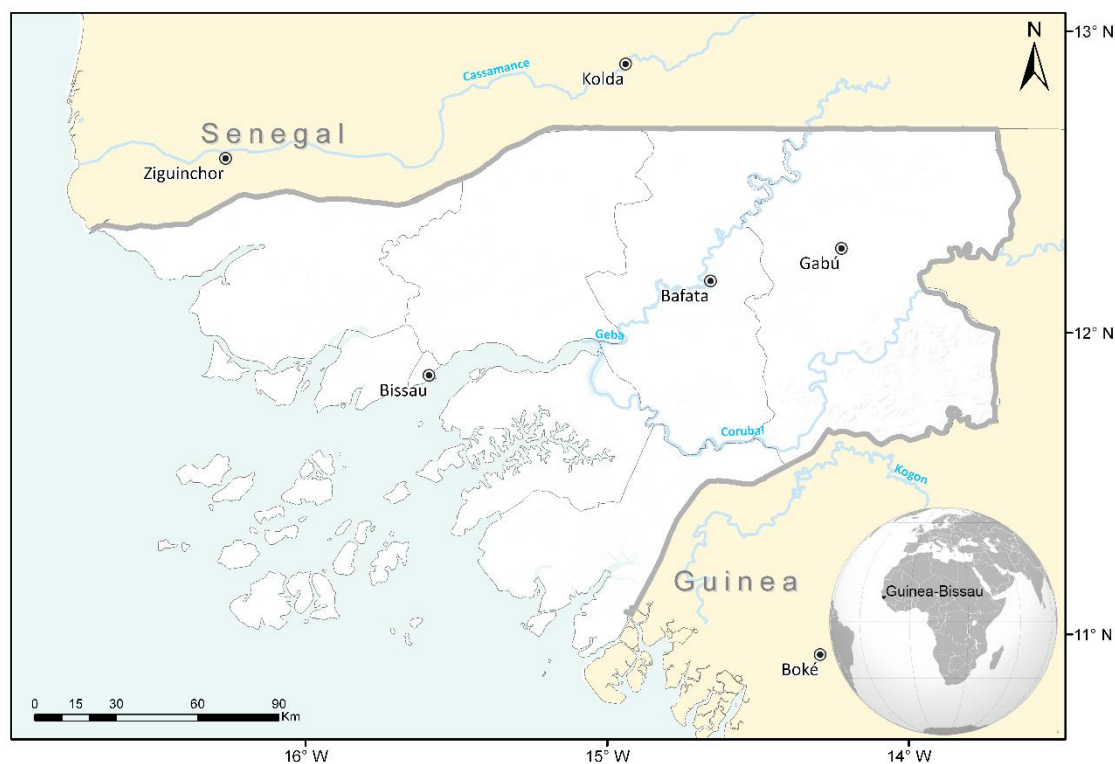 13° N
N
Cassamance
Kolda
Senegal
Ziguinchor
Gabú
Bafata
Geba
12° N
Bissau
Corubal
Kogon
Guinea
Guinea-Bissau
11° N
Boké
0 15 30 60 90
Km
16° W 15° W 14° W